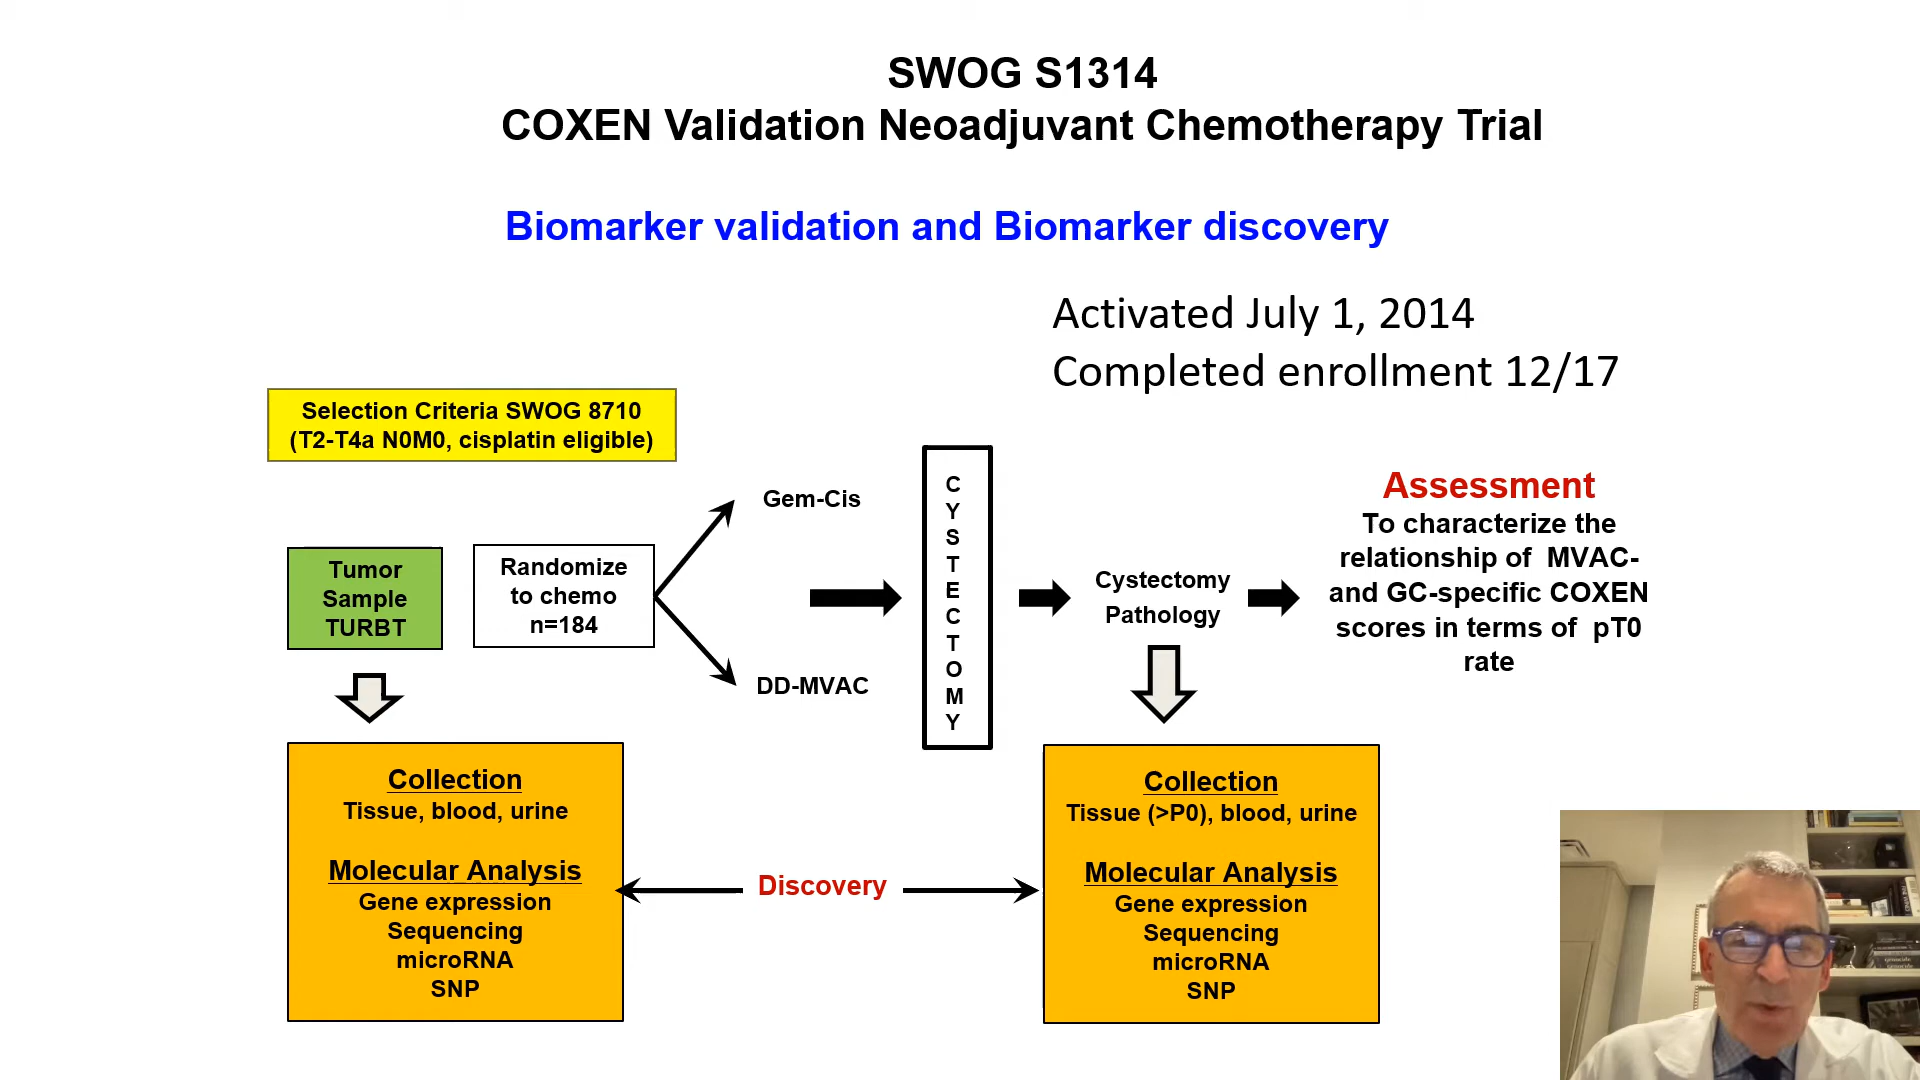 SWOG S1314
COXEN Validation Neoadjuvant Chemotherapy Trial
Biomarker validation and Biomarker discovery
Activated July 1, 2014
Completed enrollment 12/17
Selection Criteria SWOG 8710
(T2-T4a N0M0, cisplatin eligible)
Tumor
Sample
TURBT
Randomize
to chemo
n=184
Gem-Cis
DD-MVAC
C
Y
S
T
E
C
T
O
M
Y
Cystectomy
Pathology
Assessment
To characterize the
relationship of MVAC-
and GC-specific COXEN
scores in terms of pT0
rate
Collection
Tissue, blood, urine
Molecular Analysis
Gene expression
Sequencing
microRNA
SNP
Discovery
Collection
Tissue (>P0), blood, urine
Molecular Analysis
Gene expression
Sequencing
microRNA
SNP